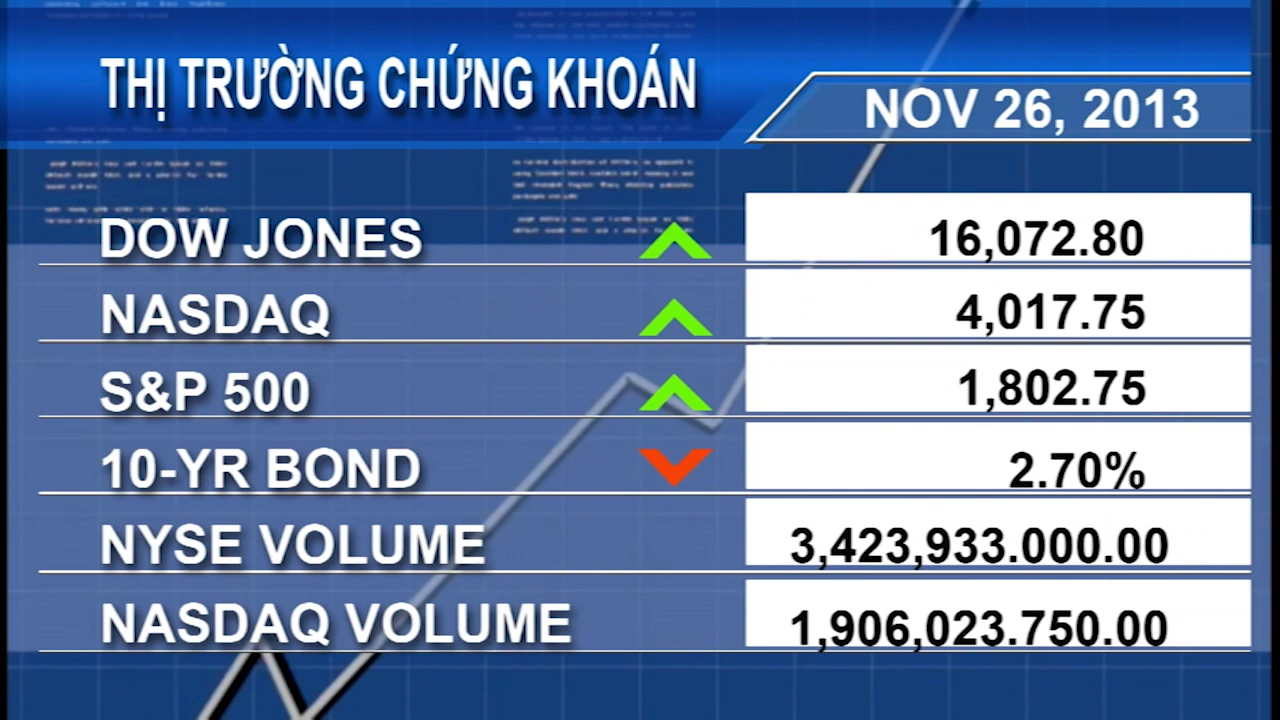 THỊ TRƯỜNG CHỨNG KHOÁN
NOV 26, 2013
DOW JONES 16,072.80
NASDAQ 4,017.75
S&P 500 1,802.75
10-YR BOND 2.70%
NYSE VOLUME 3,423,933.000.00
NASDAQ VOLUME 1,906,023.750.00